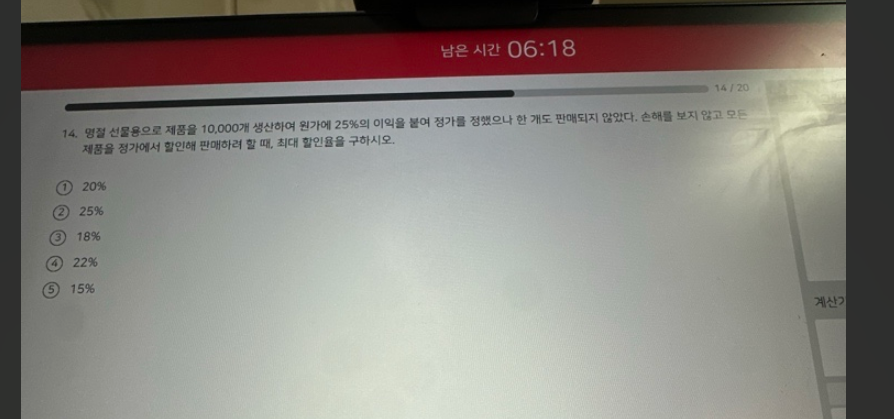 남은 시간 06:18
14 / 20
14. 명절 선물용으로 제품을 10,000개 생산하여 원가에 25%의 이익을 붙여 정가를 정했으나 한 개도 판매되지 않았다. 손해를 보지 않고 모든
제품을 정가에서 할인해 판매하려 할 때, 최대 할인율을 구하시오.
① 20%
② 25%
③ 18%
④ 22%
⑤ 15%
계산기